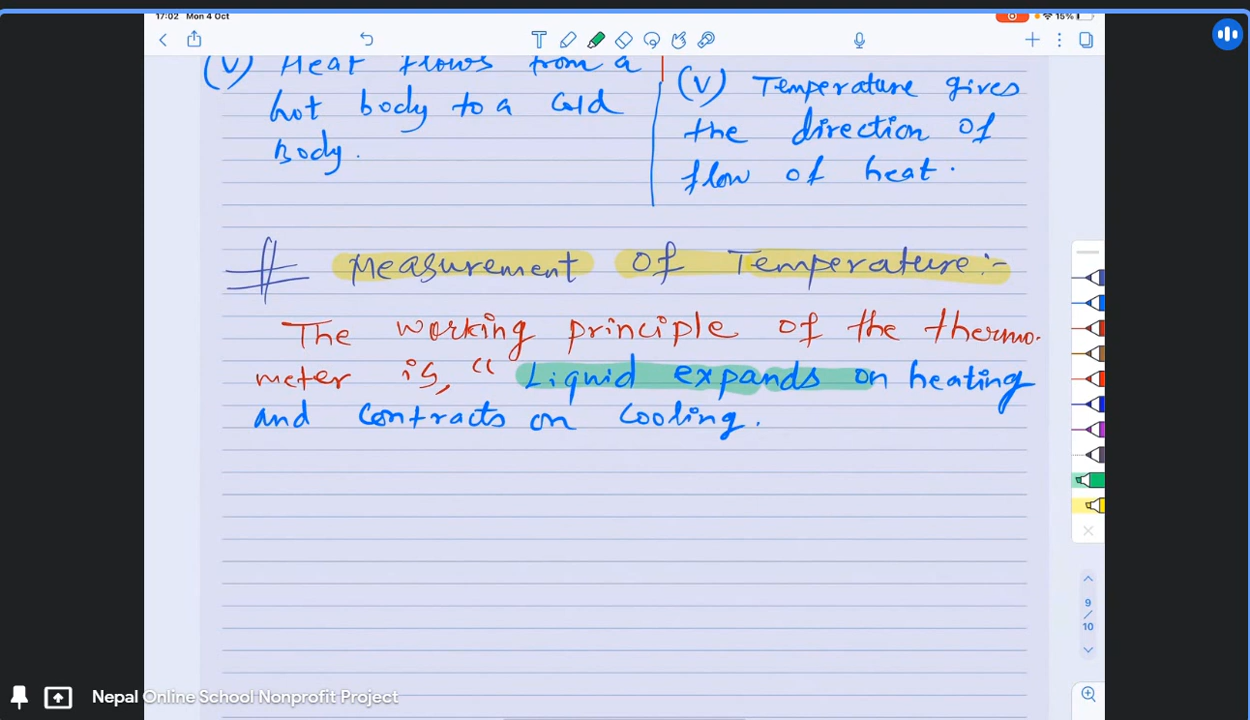 17:02 Mon 4 Oct
15%
(V) Heat flows from a
hot body to a cold
Body.
(V) Temperature gives
the direction of
flow of heat.
# Measurement of Temperature:-
The working principle of the thermo-
meter is, “ Liquid expands on heating
and contracts on cooling.
9
/
10
Nepal Online School Nonprofit Project